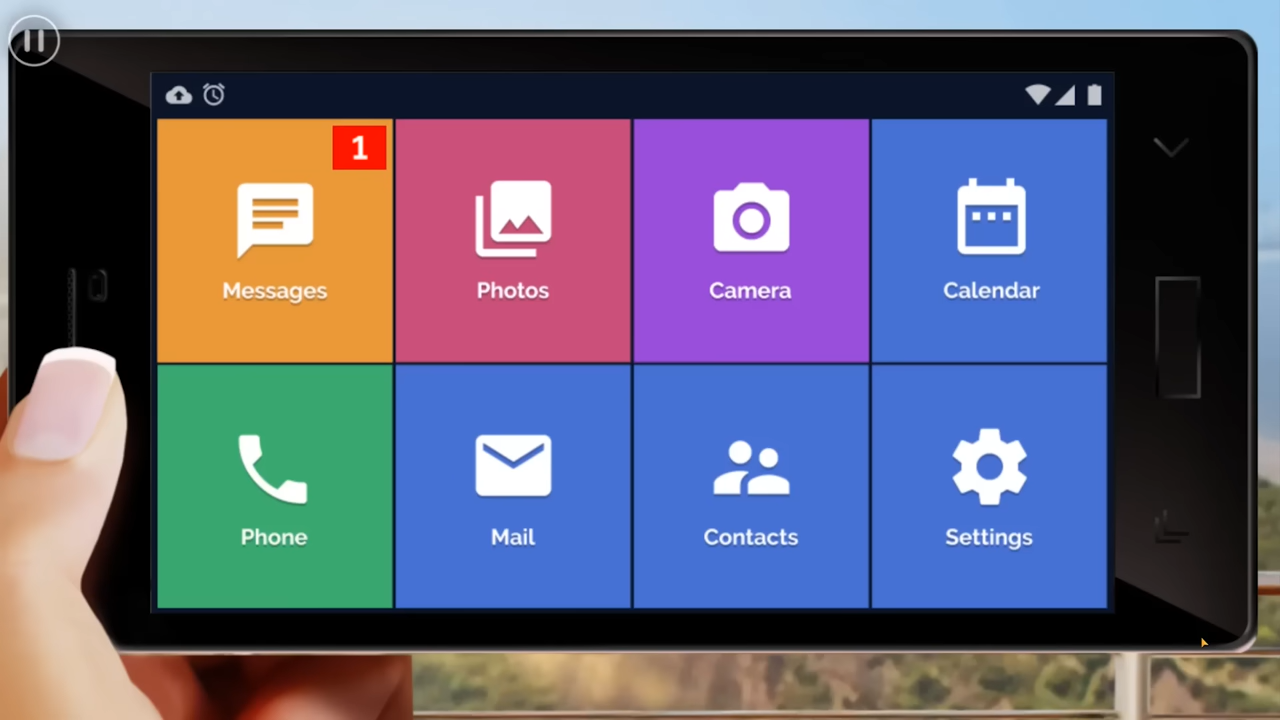 1
Messages
Photos
Camera
Calendar
Phone
Mail
Contacts
Settings